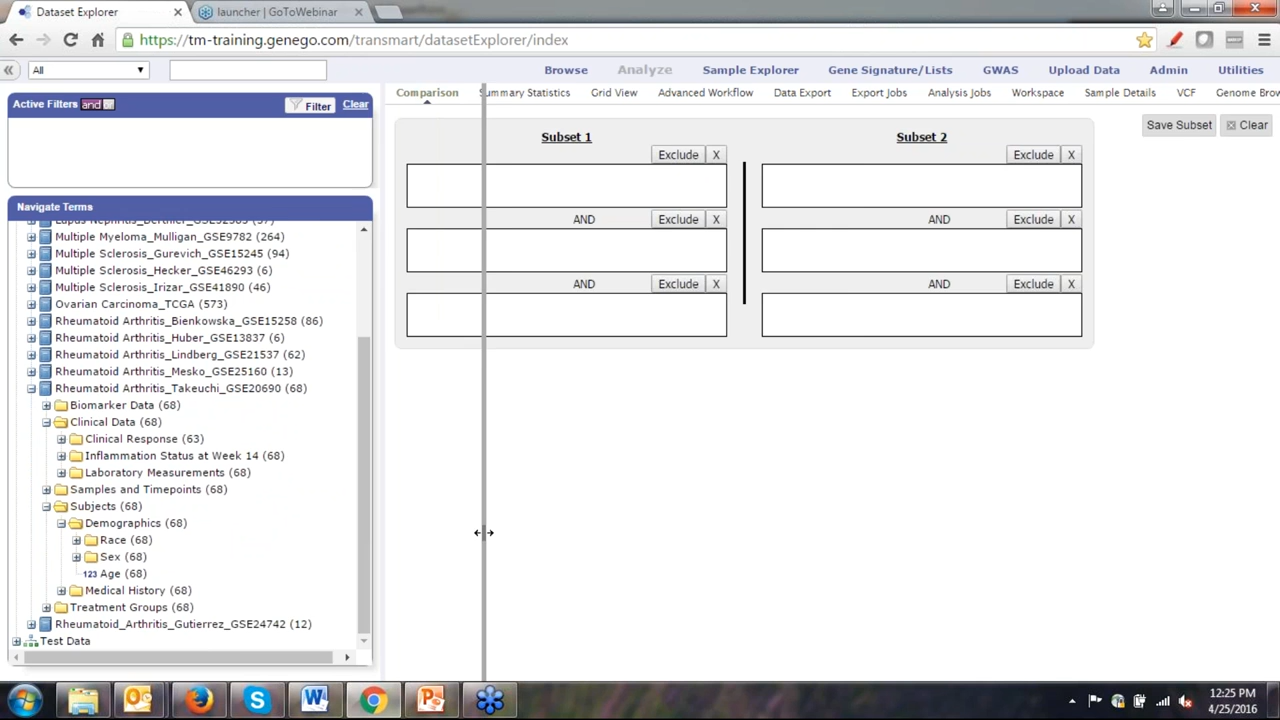 Dataset Explorer
launcher | GoToWebinar
https://tm-training.genego.com/transmart/datasetExplorer/index
All
Browse Analyze Sample Explorer Gene Signature/Lists GWAS Upload Data Admin Utilities
Active Filters and or Filter Clear
Comparison Summary Statistics Grid View Advanced Workflow Data Export Export Jobs Analysis Jobs Workspace Sample Details VCF Genome Brow
Save Subset Clear
Subset 1 Subset 2
Exclude X Exclude X
AND Exclude X AND Exclude X
AND Exclude X AND Exclude X
Navigate Terms
Multiple Myeloma_Mulligan_GSE9782 (264)
Multiple Sclerosis_Gurevich_GSE15245 (94)
Multiple Sclerosis_Hecker_GSE46293 (6)
Multiple Sclerosis_Irizar_GSE41890 (46)
Ovarian Carcinoma_TCGA (573)
Rheumatoid Arthritis_Bienkowska_GSE15258 (86)
Rheumatoid Arthritis_Huber_GSE13837 (6)
Rheumatoid Arthritis_Lindberg_GSE21537 (62)
Rheumatoid Arthritis_Mesko_GSE25160 (13)
Rheumatoid Arthritis_Takeuchi_GSE20690 (68)
Biomarker Data (68)
Clinical Data (68)
Clinical Response (63)
Inflammation Status at Week 14 (68)
Laboratory Measurements (68)
Samples and Timepoints (68)
Subjects (68)
Demographics (68)
Race (68)
Sex (68)
123 Age (68)
Medical History (68)
Treatment Groups (68)
Rheumatoid_Arthritis_Gutierrez_GSE24742 (12)
Test Data
12:25 PM
4/25/2016